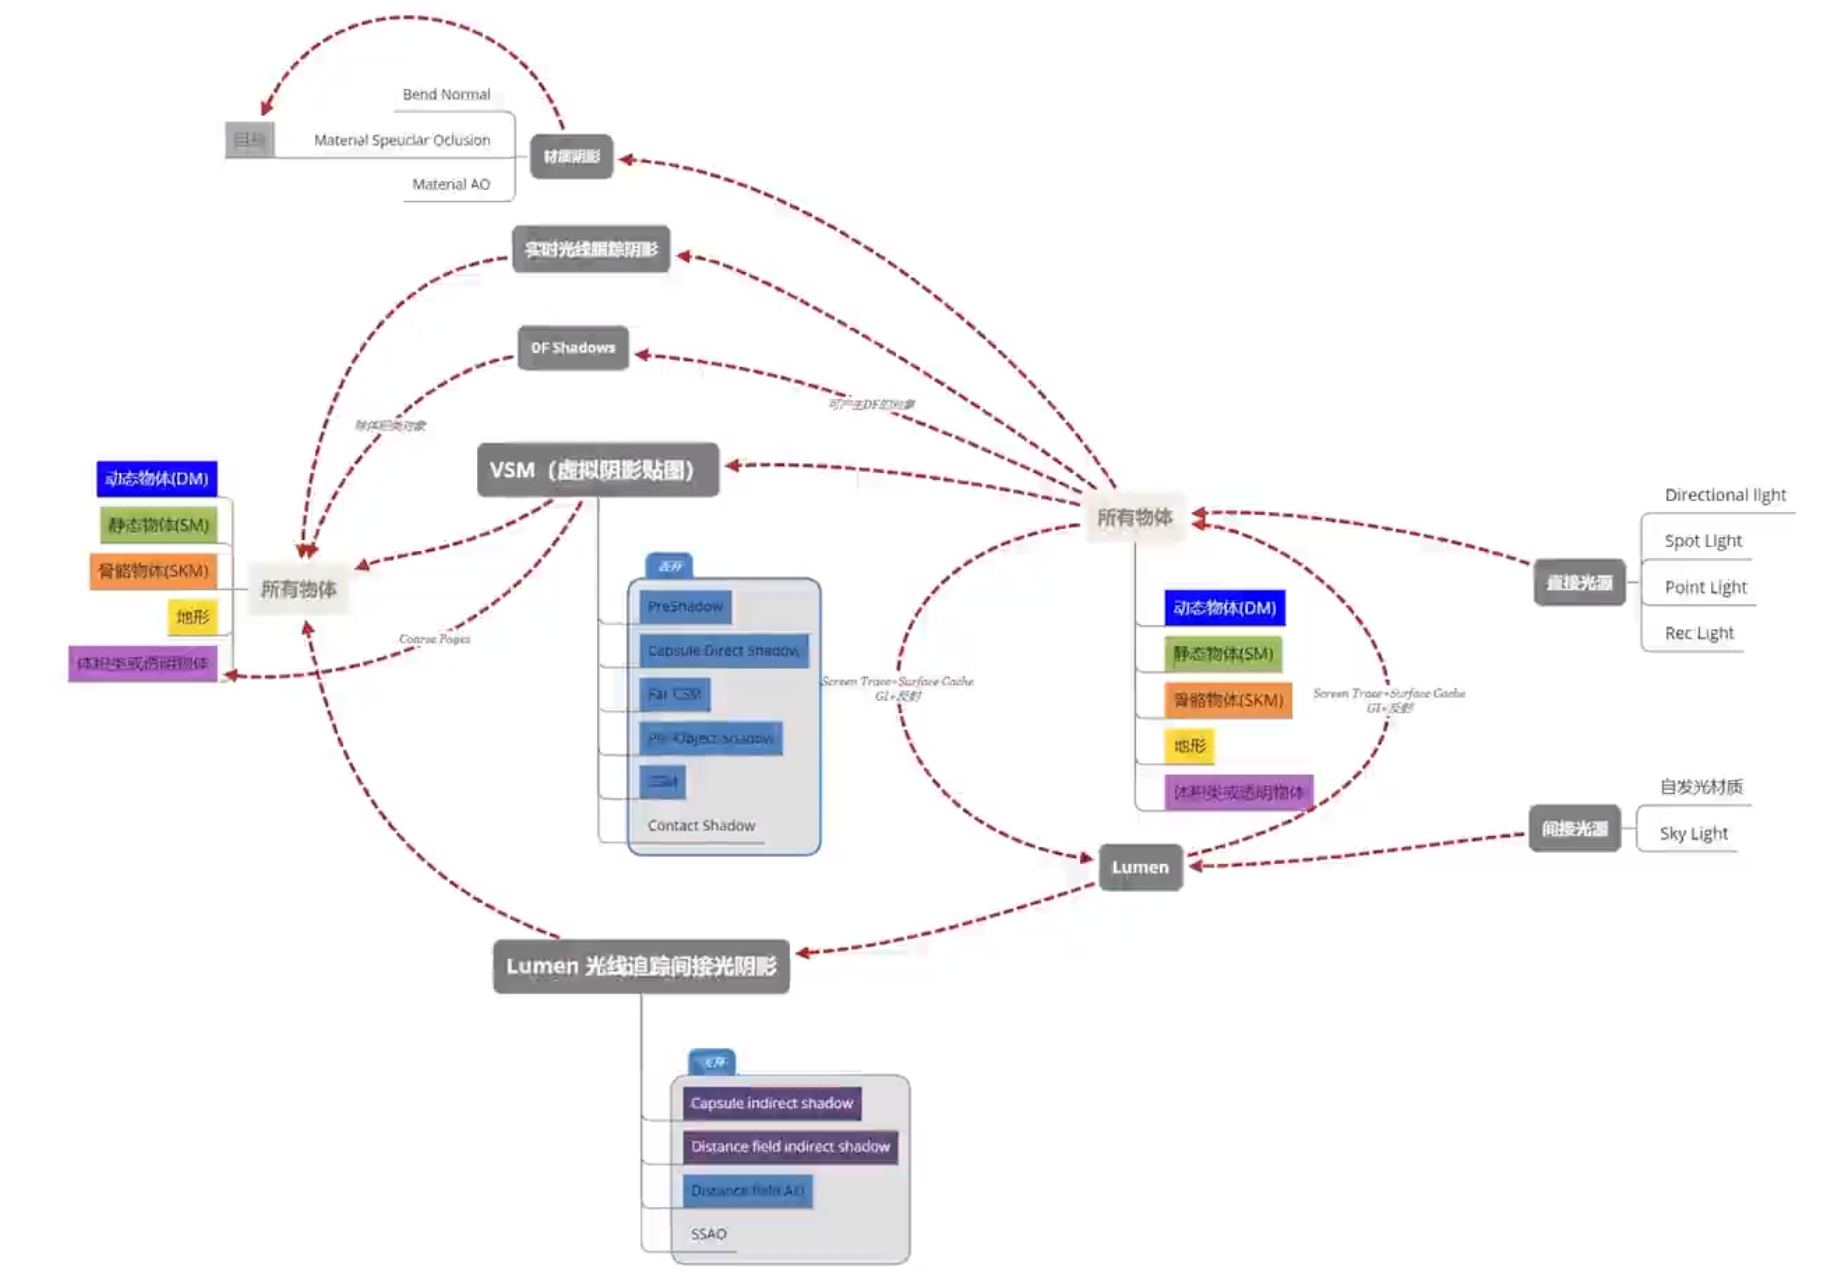 Bend Normal
Material Speuclar Oclusion
Material AO
材质阴影
实时光线跟踪阴影
DF Shadows
可产生DF的对象
除体积类对象
VSM（虚拟阴影贴图）
动态物体(DM)
静态物体(SM)
骨骼物体(SKM)
地形
体积类或透明物体
所有物体
Coarse Pages
PreShadow
Capsule Direct Shadow
Far CSM
Per Object Shadow
Contact Shadow
所有物体
动态物体(DM)
静态物体(SM)
骨骼物体(SKM)
地形
体积类或透明物体
Screen Trace+Surface Cache
GI+反射
Screen Trace+Surface Cache
GI+反射
直接光源
Directional light
Spot Light
Point Light
Rec Light
间接光源
自发光材质
Sky Light
Lumen
Lumen 光线追踪间接光阴影
Capsule indirect shadow
Distance field indirect shadow
Distance field AO
SSAO